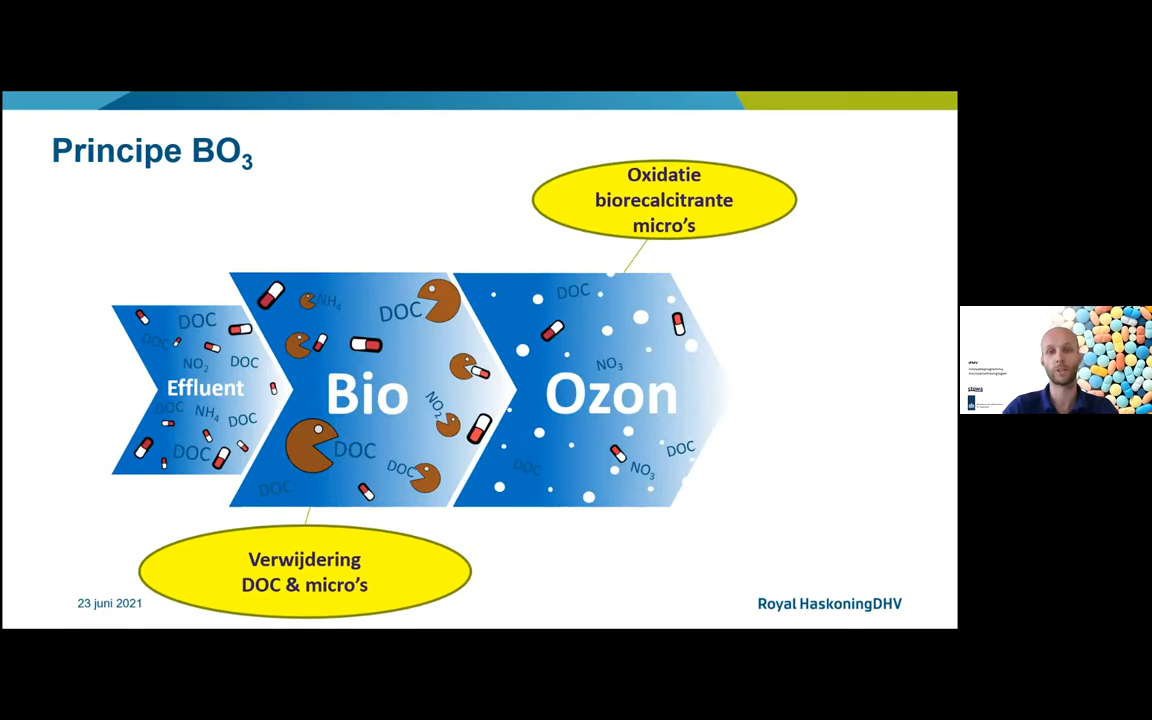 Principe BO3
Oxidatie
biorecalcitrante
micro's
DOC
DOC
NO2
DOC
Effluent
DOC
NH4
DOC
DOC
NH4
DOC
Bio
NO2
DOC
DOC
DOC
DOC
NO3
Ozon
DOC
DOC
NO3
Verwijdering
DOC & micro's
23 juni 2021
Royal HaskoningDHV
stowa